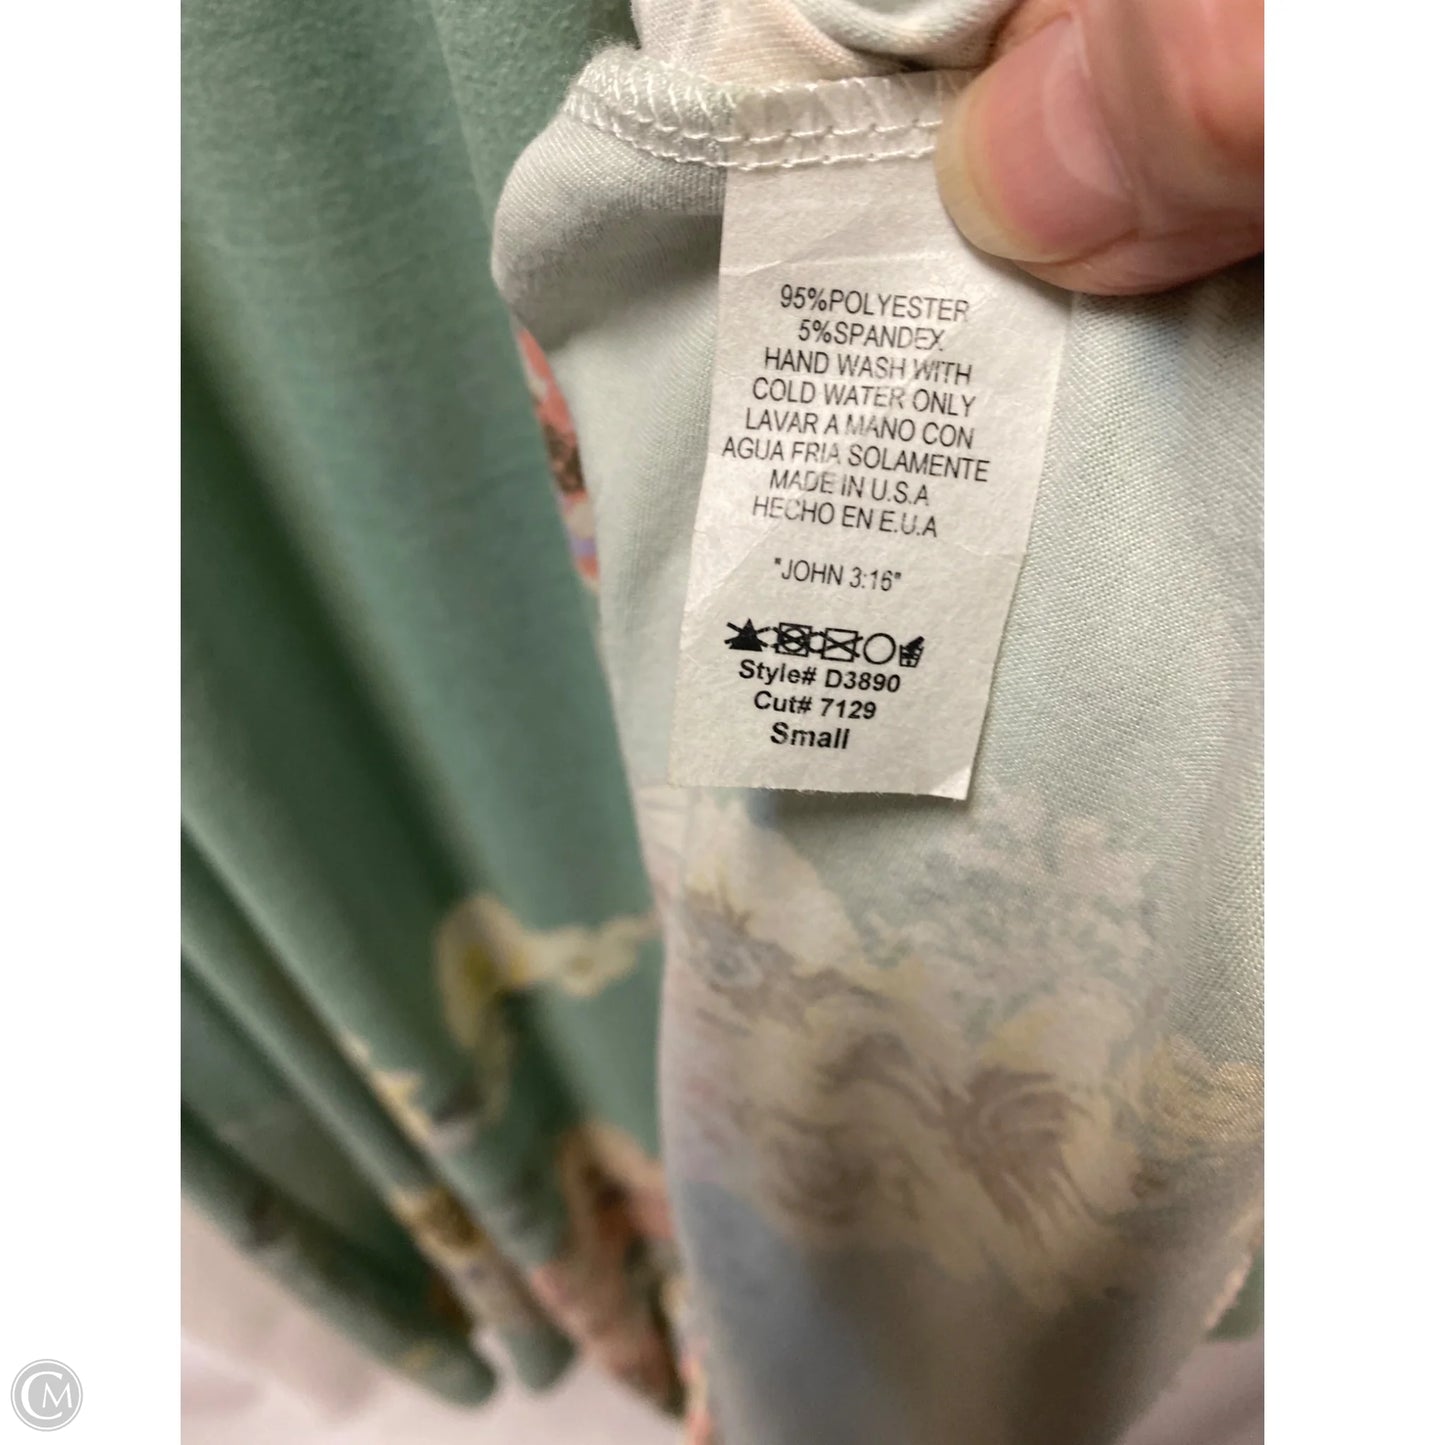 95%POLYESTER
5%SPANDEX
HAND WASH WITH
COLD WATER ONLY
LAVAR A MANO CON
AGUA FRIA SOLAMENTE
MADE IN U.S.A
HECHO EN E.U.A
"JOHN 3:16"
Style# D3890
Cut# 7129
Small
CM